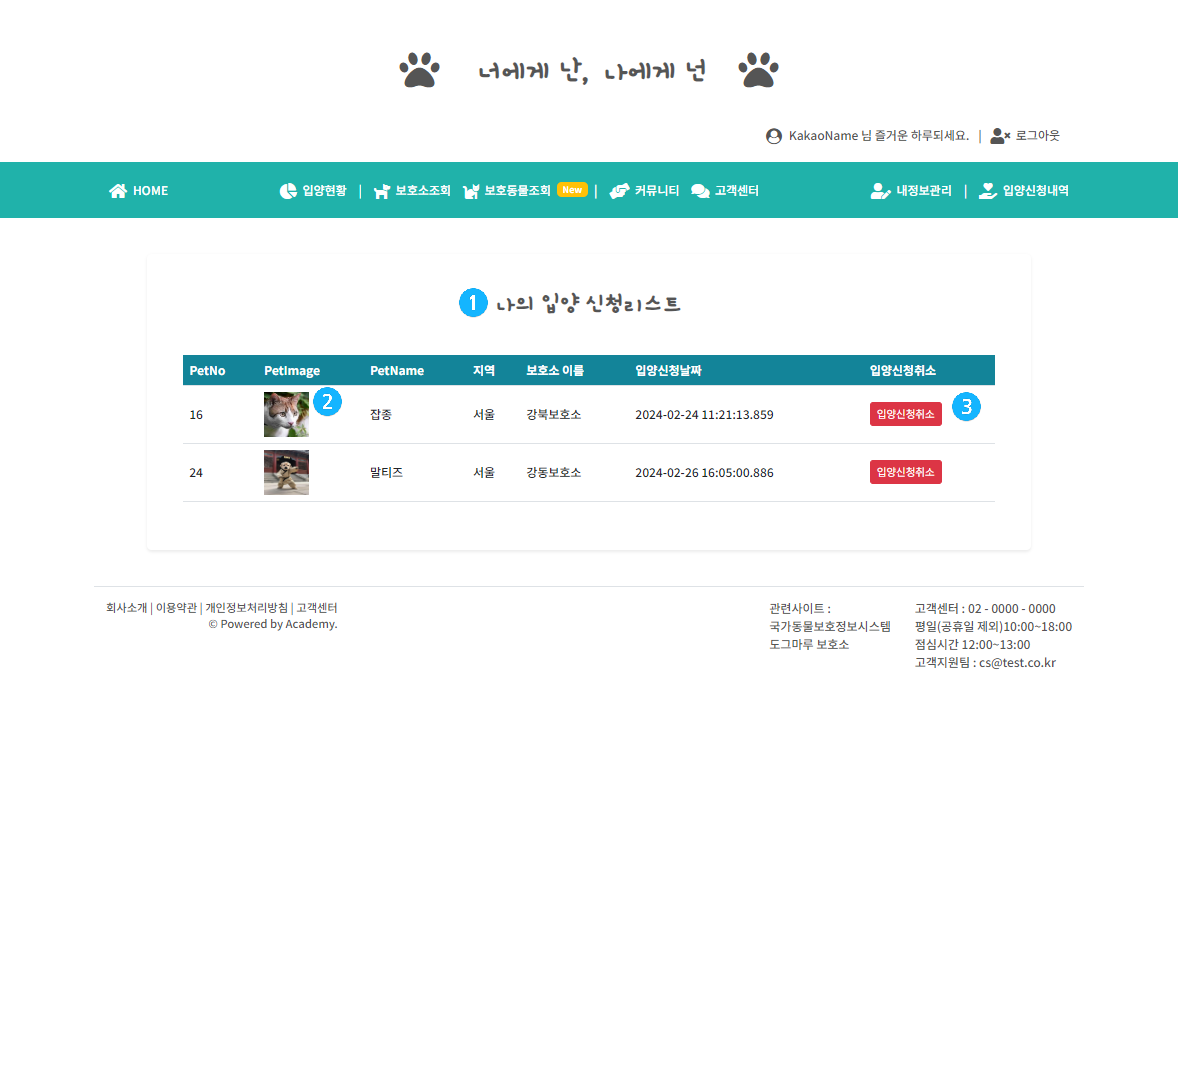 너에게 난, 나에게 넌
KakaoName 님 즐거운 하루되세요. | 로그아웃
HOME 입양현황 | 보호소조회 보호동물조회 New | 커뮤니티 고객센터 내정보관리 | 입양신청내역
1 나의 입양 신청리스트
PetNo PetImage PetName 지역 보호소 이름 입양신청날짜 입양신청취소
16 2 잡종 서울 강북보호소 2024-02-24 11:21:13.859 입양신청취소 3
24 말티즈 서울 강동보호소 2024-02-26 16:05:00.886 입양신청취소
회사소개 | 이용약관 | 개인정보처리방침 | 고객센터
© Powered by Academy.
관련사이트 :
국가동물보호정보시스템
도그마루 보호소
고객센터 : 02 - 0000 - 0000
평일(공휴일 제외)10:00~18:00
점심시간 12:00~13:00
고객지원팀 : cs@test.co.kr